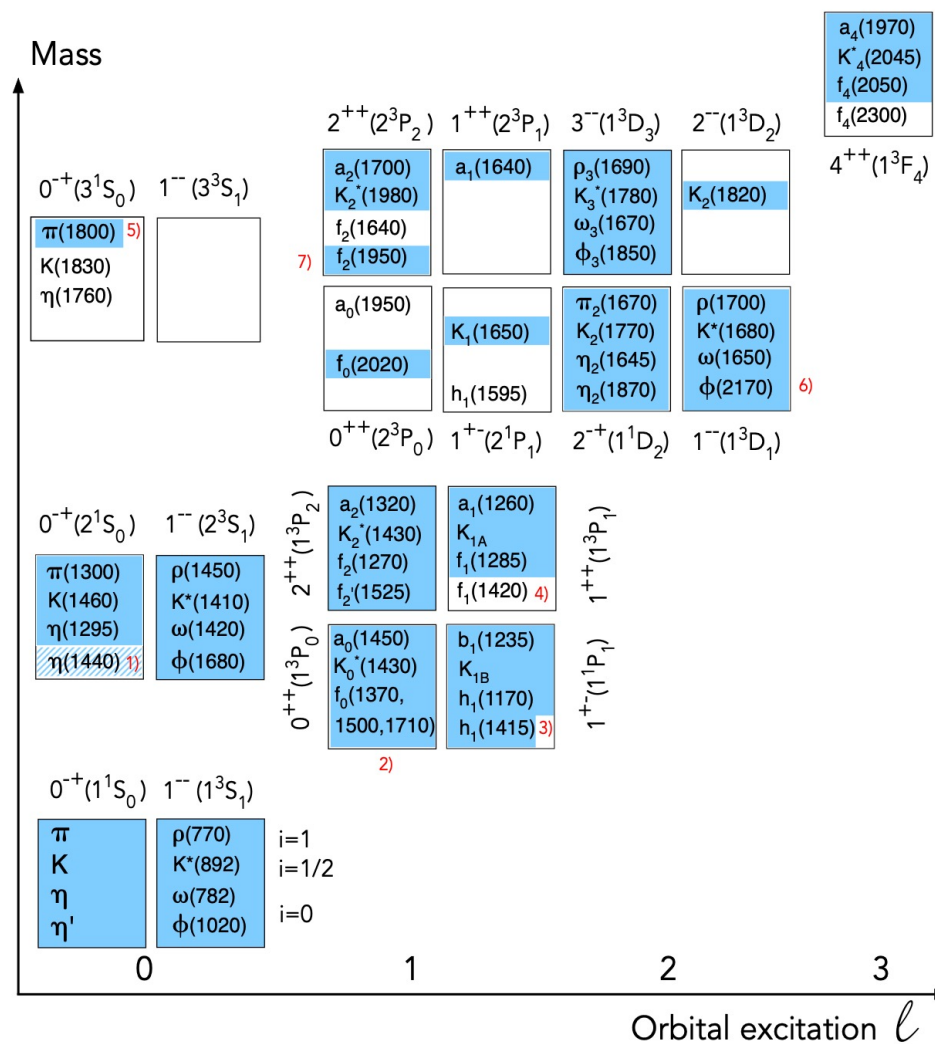 Mass
a₄(1970)
K*₄(2045)
f₄(2050)
f₄(2300)
4⁺⁺(1³F₄)
2⁺⁺(2³P₂) 1⁺⁺(2³P₁) 3⁻⁻(1³D₃) 2⁻⁻(1³D₂)
a₂(1700) a₁(1640) ρ₃(1690)
K₂*(1980) K₃*(1780) K₂(1820)
f₂(1640) ω₃(1670)
7) f₂(1950) ϕ₃(1850)
0⁻⁺(3¹S₀) 1⁻⁻(3³S₁)
π(1800) 5)
K(1830)
η(1760)
a₀(1950) π₂(1670) ρ(1700)
K₁(1650) K₂(1770) K*(1680)
f₀(2020) η₂(1645) ω(1650)
h₁(1595) η₂(1870) ϕ(2170) 6)
0⁺⁺(2³P₀) 1⁺⁻(2¹P₁) 2⁻⁺(1¹D₂) 1⁻⁻(1³D₁)
0⁻⁺(2¹S₀) 1⁻⁻(2³S₁)
π(1300) ρ(1450)
K(1460) K*(1410)
η(1295) ω(1420)
η(1440) 1) ϕ(1680)
2⁺⁺(1³P₂)
a₂(1320) a₁(1260)
K₂*(1430) K₁A
f₂(1270) f₁(1285)
f₂'(1525) f₁(1420) 4)
1⁺⁺(1³P₁)
0⁺⁺(1³P₀)
a₀(1450) b₁(1235)
K₀*(1430) K₁B
f₀(1370, h₁(1170)
1500,1710) h₁(1415) 3)
2)
1⁺⁻(1¹P₁)
0⁻⁺(1¹S₀) 1⁻⁻(1³S₁)
π ρ(770) i=1
K K*(892) i=1/2
η ω(782)
η' ϕ(1020) i=0
0 1 2 3
Orbital excitation ℓ